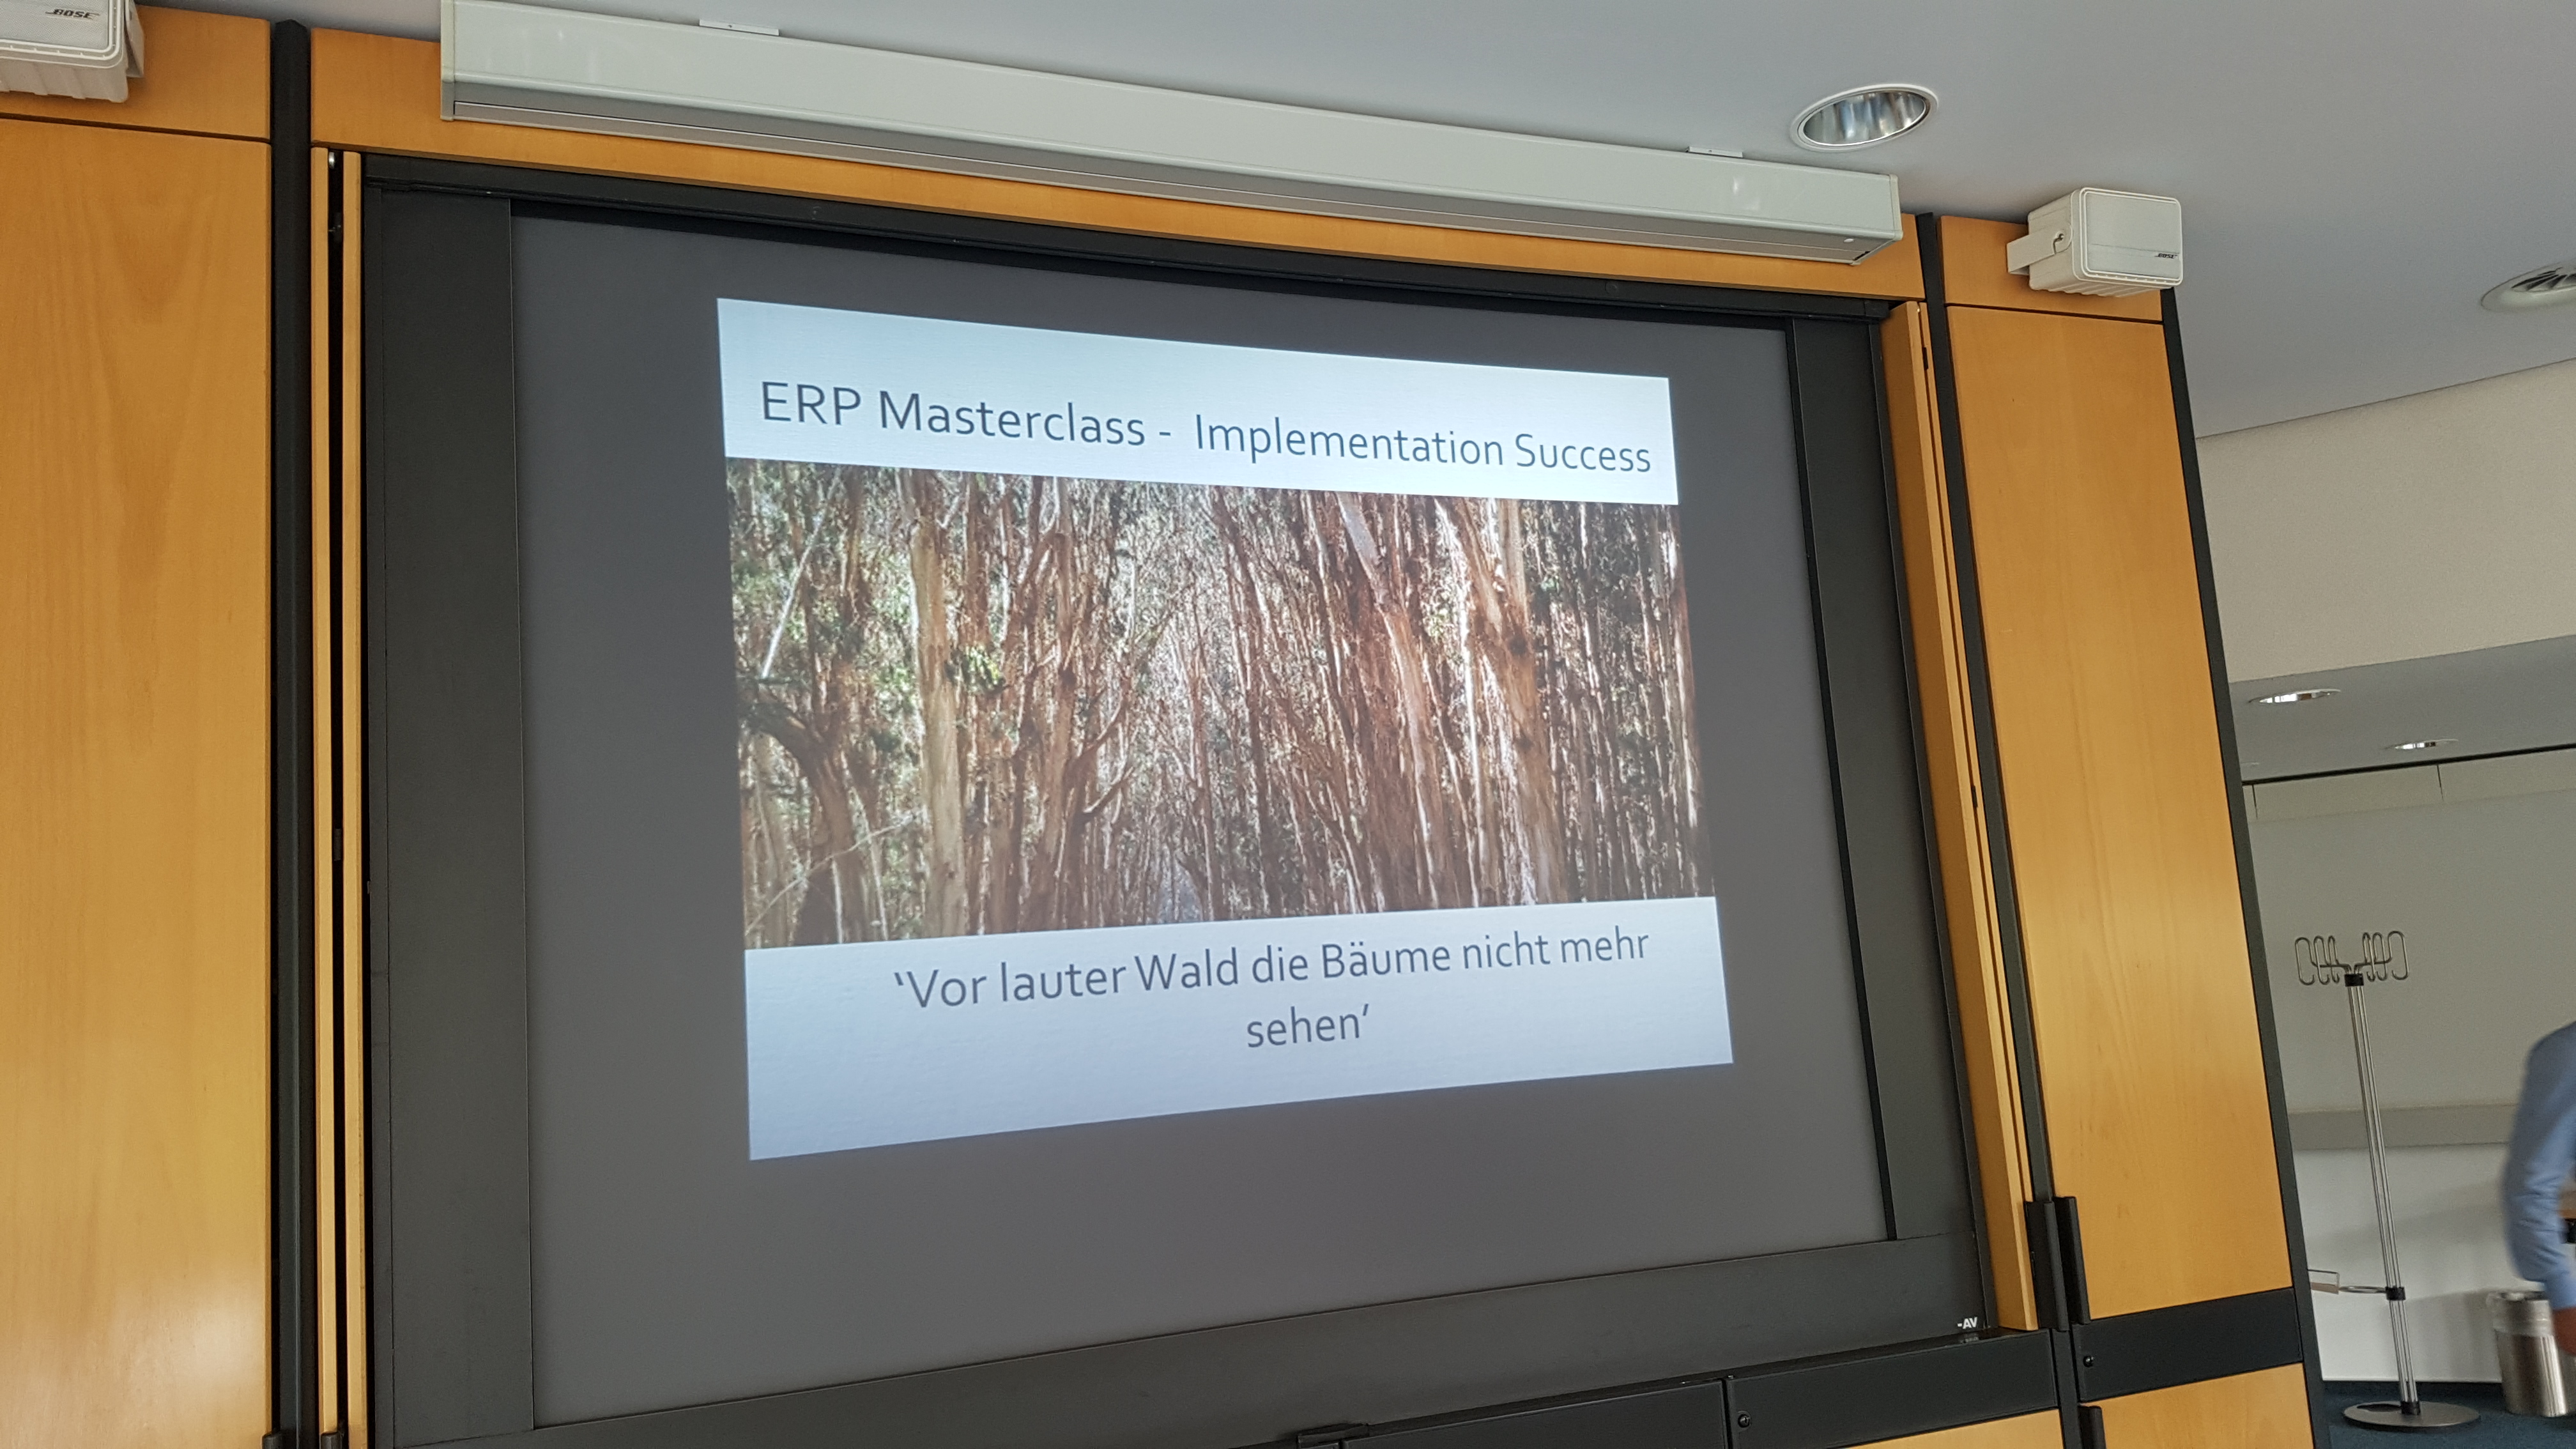 BOSE
BOSE
ERP Masterclass - Implementation Success
‘Vor lauter Wald die Bäume nicht mehr
sehen’
-AV